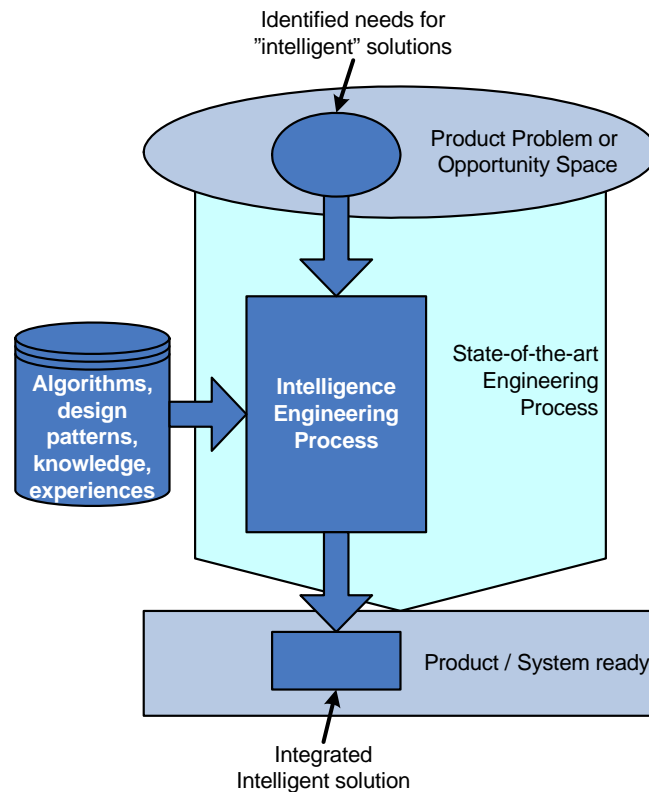 Identified needs for
”intelligent” solutions
Product Problem or
Opportunity Space
State-of-the-art
Engineering
Process
Algorithms,
design
patterns,
knowledge,
experiences
Intelligence
Engineering
Process
Product / System ready
Integrated
Intelligent solution